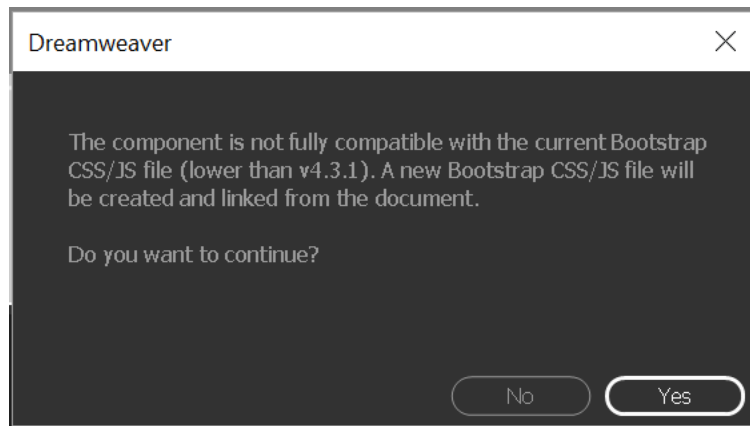 Dreamweaver
The component is not fully compatible with the current Bootstrap
CSS/JS file (lower than v4.3.1). A new Bootstrap CSS/JS file will
be created and linked from the document.
Do you want to continue?
No
Yes